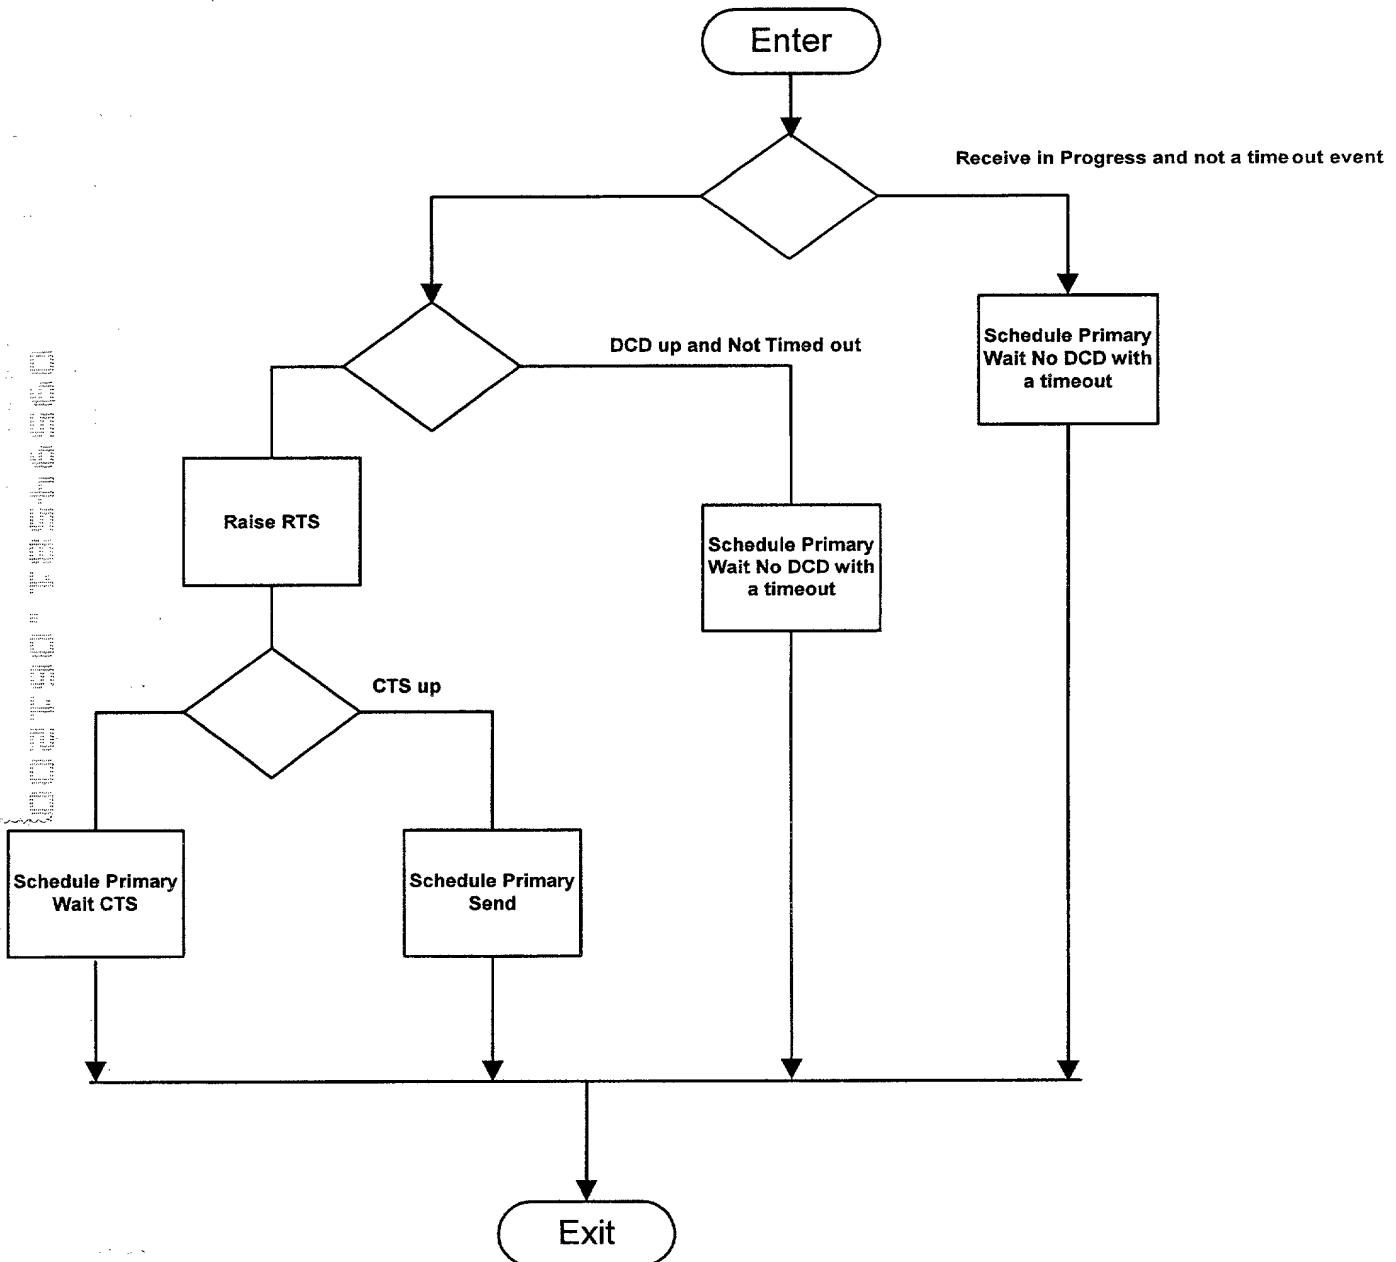 Enter
Receive in Progress and not a time out event
Schedule Primary
Wait No DCD with
a timeout
DCD up and Not Timed out
Raise RTS
Schedule Primary
Wait No DCD with
a timeout
CTS up
Schedule Primary
Wait CTS
Schedule Primary
Send
Exit